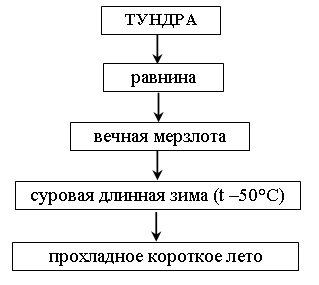 ТУНДРА
равнина
вечная мерзлота
суровая длинная зима (t –50°С)
прохладное короткое лето